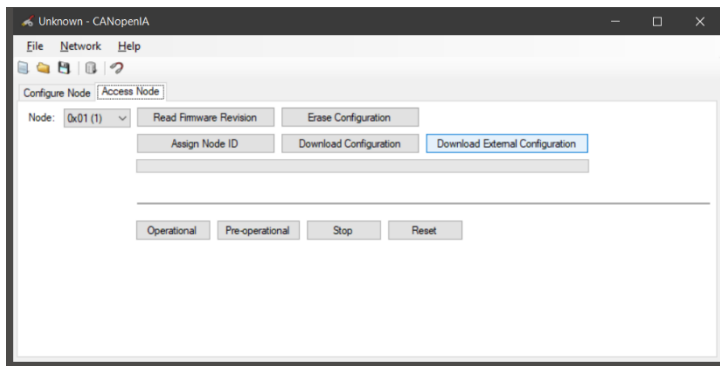 Unknown - CANopenIA
File Network Help
Configure Node Access Node
Node: 0x01 (1) Read Firmware Revision Erase Configuration
Assign Node ID Download Configuration Download External Configuration
Operational Pre-operational Stop Reset